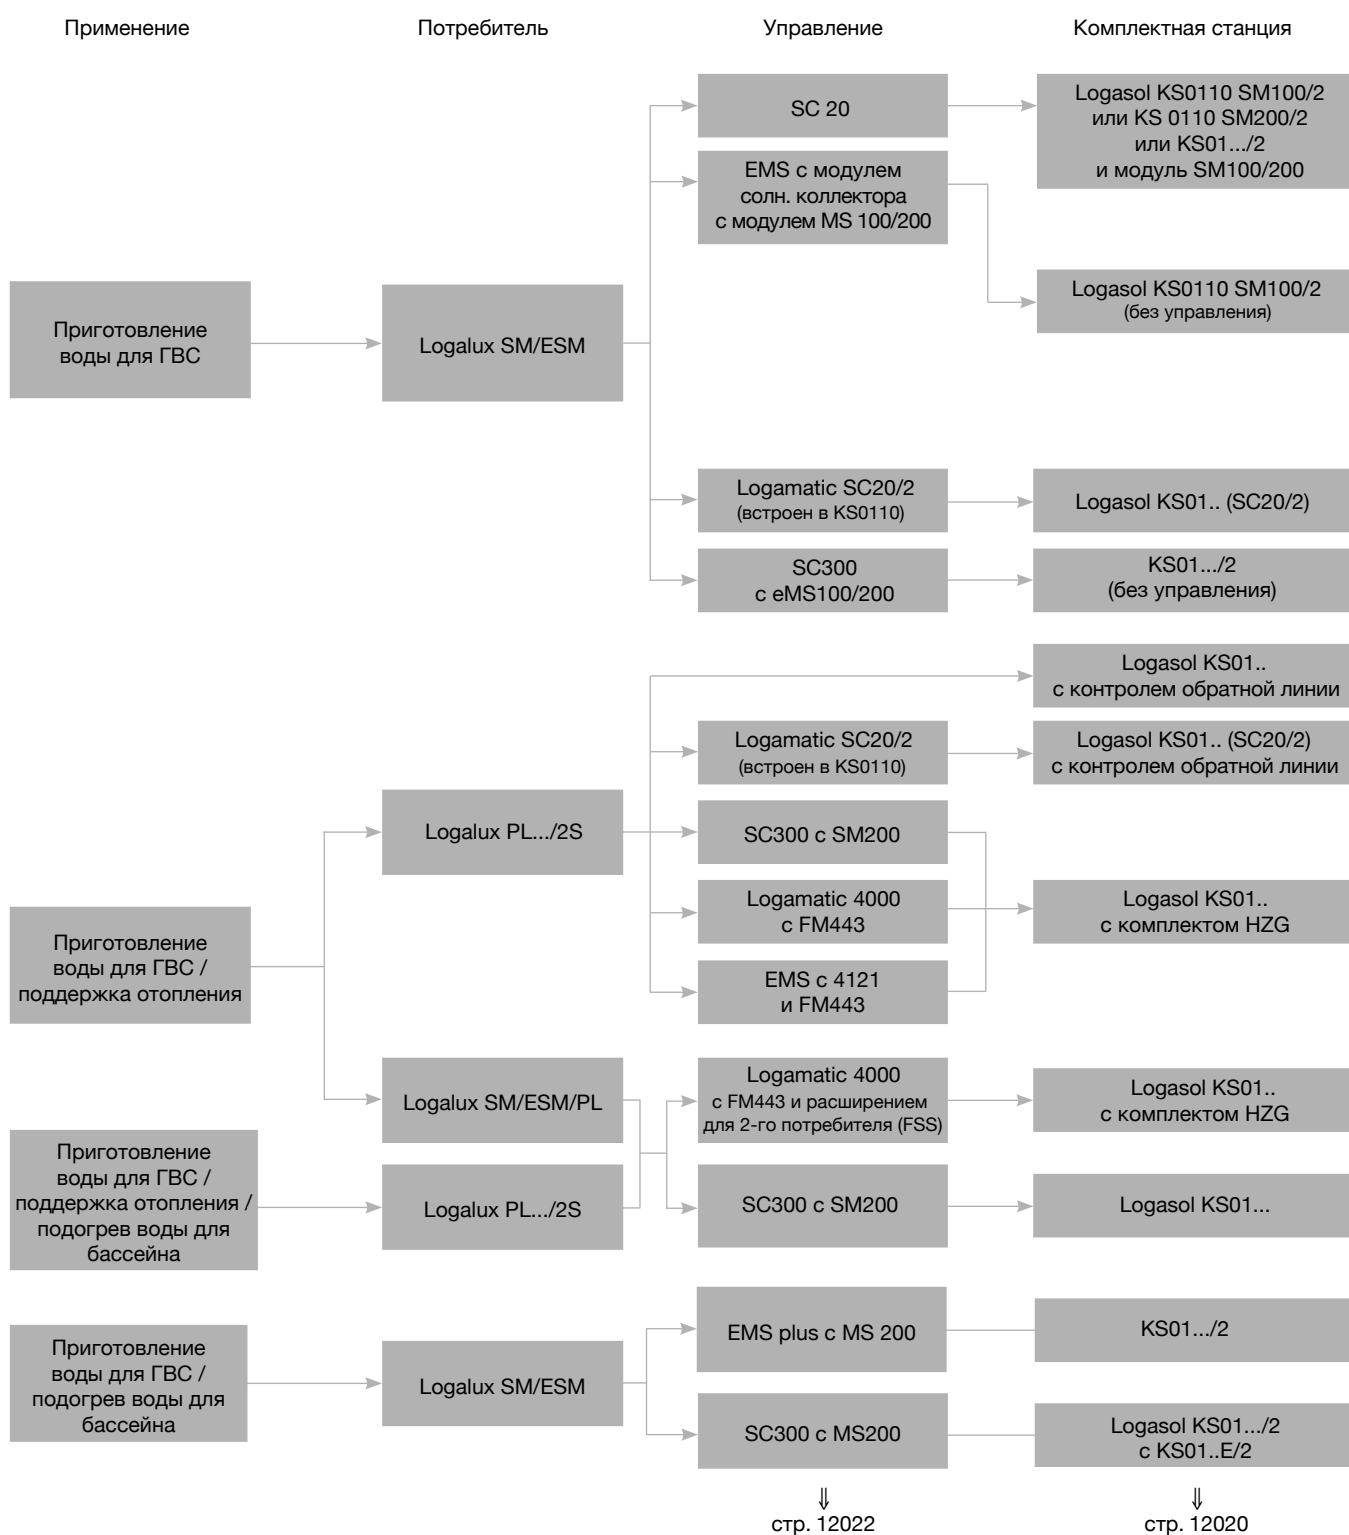 Применение
Потребитель
Управление
Комплектная станция
SC 20
Logasol KS0110 SM100/2
или KS 0110 SM200/2
или KS01.../2
и модуль SM100/200
EMS с модулем
солн. коллектора
с модулем MS 100/200
Logasol KS0110 SM100/2
(без управления)
Приготовление
воды для ГВС
Logalux SM/ESM
Logamatic SC20/2
(встроен в KS0110)
Logasol KS01.. (SC20/2)
SC300
с eMS100/200
KS01.../2
(без управления)
Logasol KS01..
с контролем обратной линии
Logamatic SC20/2
(встроен в KS0110)
Logasol KS01.. (SC20/2)
с контролем обратной линии
Logalux PL.../2S
SC300 с SM200
Logamatic 4000
с FM443
Logasol KS01..
с комплектом HZG
Приготовление
воды для ГВС /
поддержка отопления
EMS с 4121
и FM443
Logalux SM/ESM/PL
Logamatic 4000
с FM443 и расширением
для 2-го потребителя (FSS)
Logasol KS01..
с комплектом HZG
Приготовление
воды для ГВС /
поддержка отопления /
подогрев воды для
бассейна
Logalux PL.../2S
SC300 с SM200
Logasol KS01...
EMS plus с MS 200
KS01.../2
Приготовление
воды для ГВС /
подогрев воды для
бассейна
Logalux SM/ESM
SC300 с MS200
Logasol KS01.../2
с KS01..E/2
⇓
стр. 12022
⇓
стр. 12020